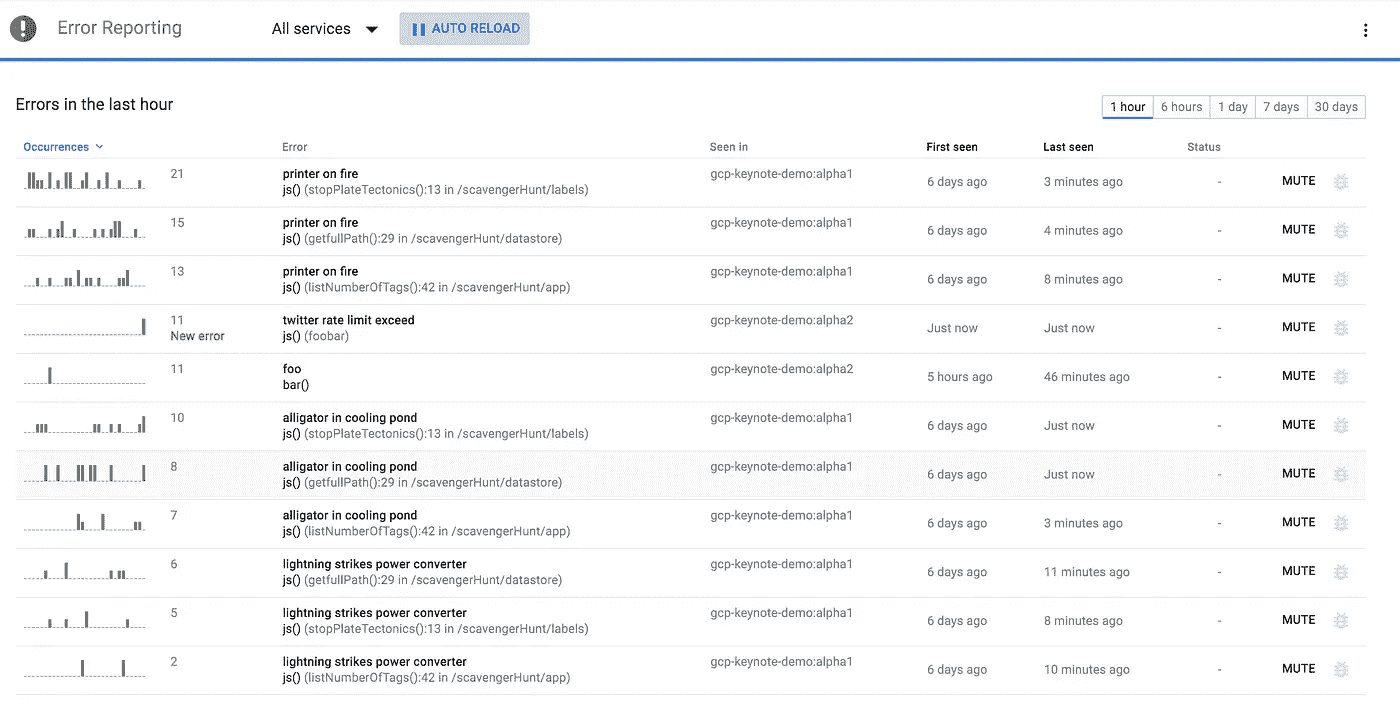 Error Reporting All services AUTO RELOAD
Errors in the last hour 1 hour 6 hours 1 day 7 days 30 days
Occurrences Error Seen in First seen Last seen Status
21 printer on fire gcp-keynote-demo:alpha1 6 days ago 3 minutes ago - MUTE
js() (stopPlateTectonics():13 in /scavengerHunt/labels)
15 printer on fire gcp-keynote-demo:alpha1 6 days ago 4 minutes ago - MUTE
js() (getfullPath():29 in /scavengerHunt/datastore)
13 printer on fire gcp-keynote-demo:alpha1 6 days ago 8 minutes ago - MUTE
js() (listNumberOfTags():42 in /scavengerHunt/app)
11 twitter rate limit exceed gcp-keynote-demo:alpha2 Just now Just now - MUTE
New error js() (foobar)
11 foo gcp-keynote-demo:alpha2 5 hours ago 46 minutes ago - MUTE
bar()
10 alligator in cooling pond gcp-keynote-demo:alpha1 6 days ago Just now - MUTE
js() (stopPlateTectonics():13 in /scavengerHunt/labels)
8 alligator in cooling pond gcp-keynote-demo:alpha1 6 days ago Just now - MUTE
js() (getfullPath():29 in /scavengerHunt/datastore)
7 alligator in cooling pond gcp-keynote-demo:alpha1 6 days ago 3 minutes ago - MUTE
js() (listNumberOfTags():42 in /scavengerHunt/app)
6 lightning strikes power converter gcp-keynote-demo:alpha1 6 days ago 11 minutes ago - MUTE
js() (getfullPath():29 in /scavengerHunt/datastore)
5 lightning strikes power converter gcp-keynote-demo:alpha1 6 days ago 8 minutes ago - MUTE
js() (stopPlateTectonics():13 in /scavengerHunt/labels)
2 lightning strikes power converter gcp-keynote-demo:alpha1 6 days ago 10 minutes ago - MUTE
js() (listNumberOfTags():42 in /scavengerHunt/app)